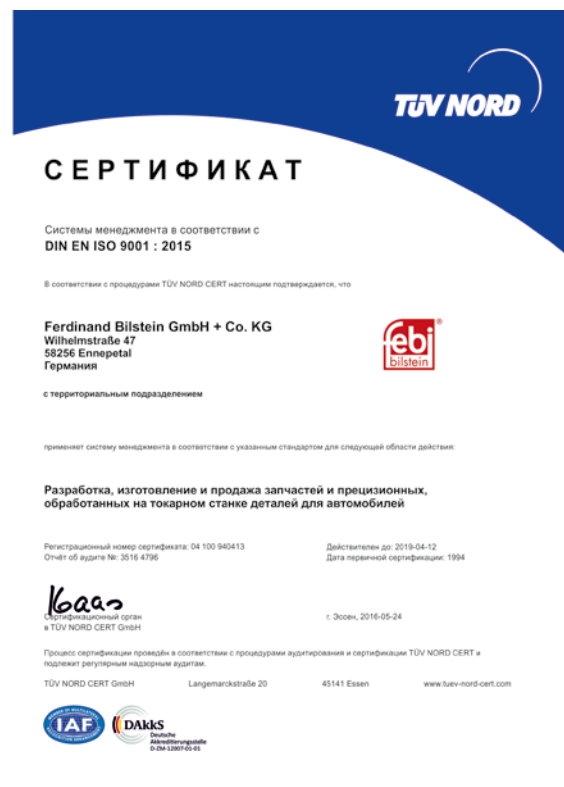 TÜV NORD
СЕРТИФИКАТ
Системы менеджмента в соответствии с
DIN EN ISO 9001 : 2015
В соответствии с процедурами TÜV NORD CERT настоящим подтверждается, что
Ferdinand Bilstein GmbH + Co. KG
Wilhelmstraße 47
58256 Ennepetal
Германия
febi
bilstein
®
с территориальным подразделением
применяет систему менеджмента в соответствии с указанным стандартом для следующей области действия:
Разработка, изготовление и продажа запчастей и прецизионных,
обработанных на токарном станке деталей для автомобилей
Регистрационный номер сертификата: 04 100 940413
Отчёт об аудите №: 3516 4796
Действителен до: 2019-04-12
Дата первичной сертификации: 1994
Сертификационный орган
в TÜV NORD CERT GmbH
г. Эссен, 2016-05-24
Процесс сертификации проведён в соответствии с процедурами аудитирования и сертификации TÜV NORD CERT и
подлежит регулярным надзорным аудитам.
TÜV NORD CERT GmbH Langemarckstraße 20 45141 Essen www.tuev-nord-cert.com
IAF
DAkkS
Deutsche
Akkreditierungsstelle
D-ZM-12007-01-01